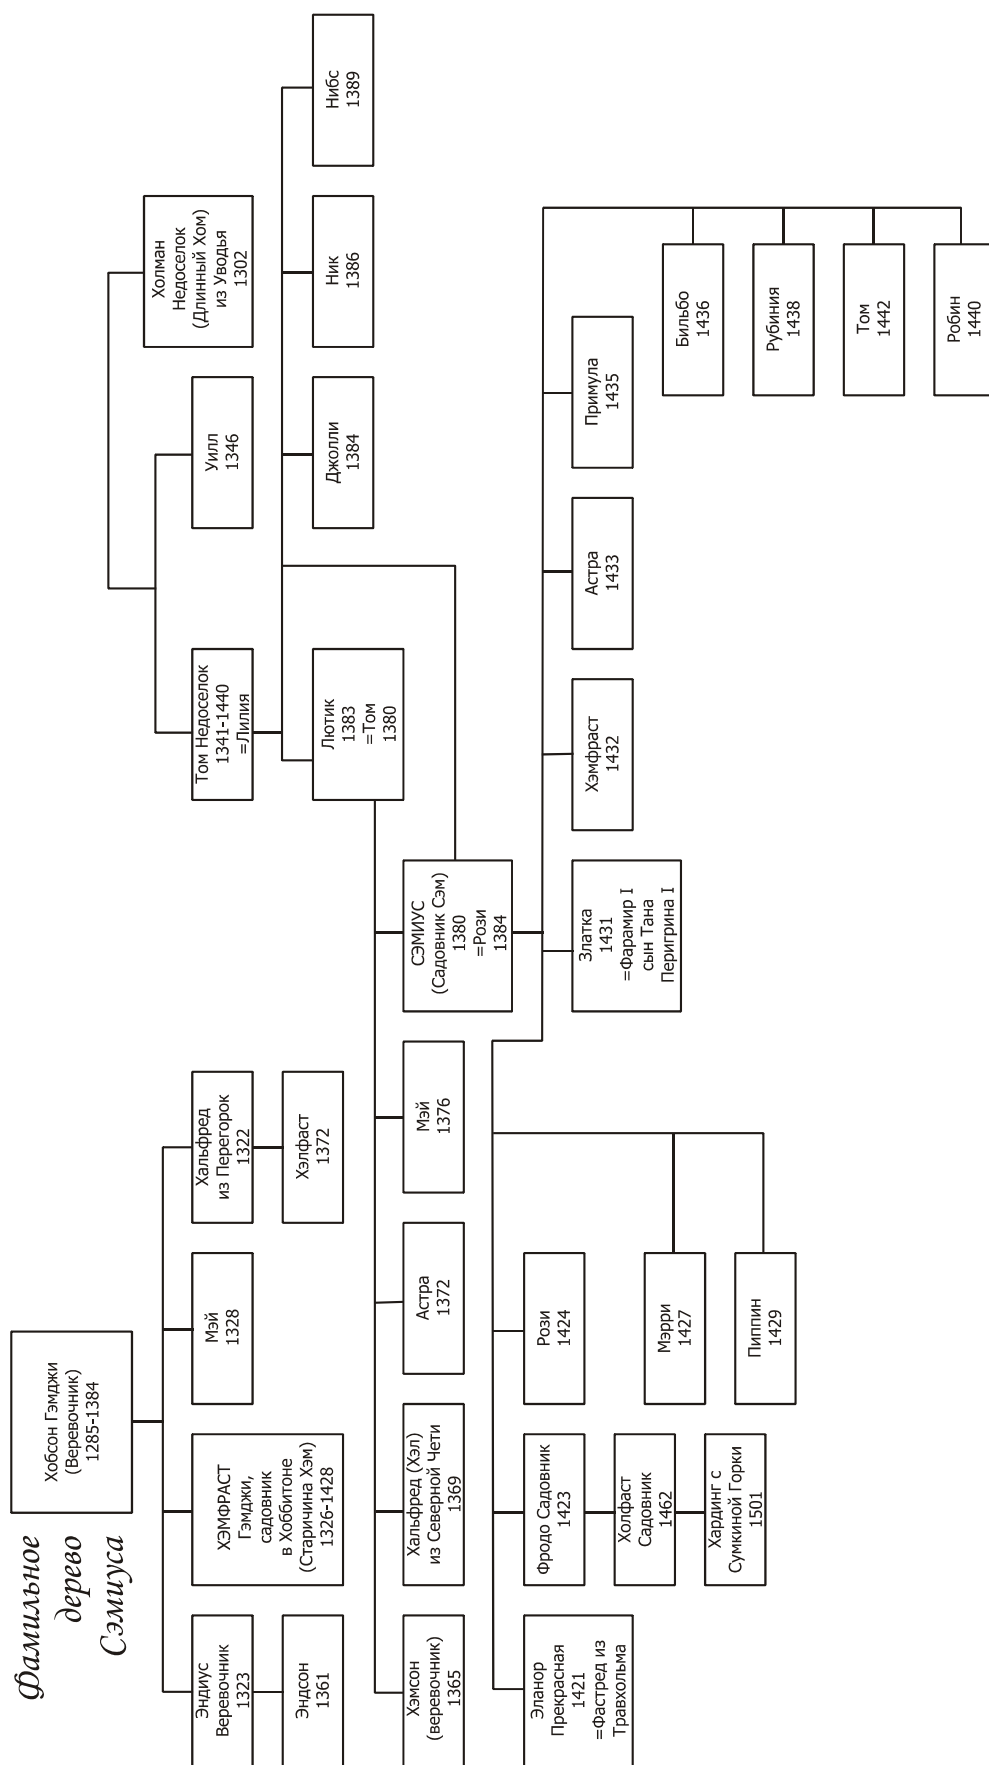 Фамильное
дерево
Сэмиуса
Хобсон Гэмджи
(Веревочник)
1285-1384
Холман
Недоселок
(Длинный Хом)
из Уводья
1302
Эндиус
Веревочник
1323
ХЭМФРАСТ
Гэмджи,
садовник
в Хоббитоне
(Старичина Хэм)
1326-1428
Мэй
1328
Хальфред
из Перегорок
1322
Том Недоселок
1341-1440
=Лилия
Уилл
1346
Эндсон
1361
Хэлфаст
1372
Лютик
1383
=Том
1380
Джолли
1384
Ник
1386
Нибс
1389
Хэмсон
(веревочник)
1365
Хальфред (Хэл)
из Северной Чети
1369
Астра
1372
Мэй
1376
СЭМИУС
(Садовник Сэм)
1380
=Рози
1384
Эланор
Прекрасная
1421
=Фастред из
Травхольма
Фродо Садовник
1423
Рози
1424
Златка
1431
=Фарамир I
сын Тана
Перигрина I
Хэмфраст
1432
Астра
1433
Примула
1435
Холфаст
Садовник
1462
Мэрри
1427
Бильбо
1436
Хардинг с
Сумкиной Горки
1501
Пиппин
1429
Рубиния
1438
Том
1442
Робин
1440